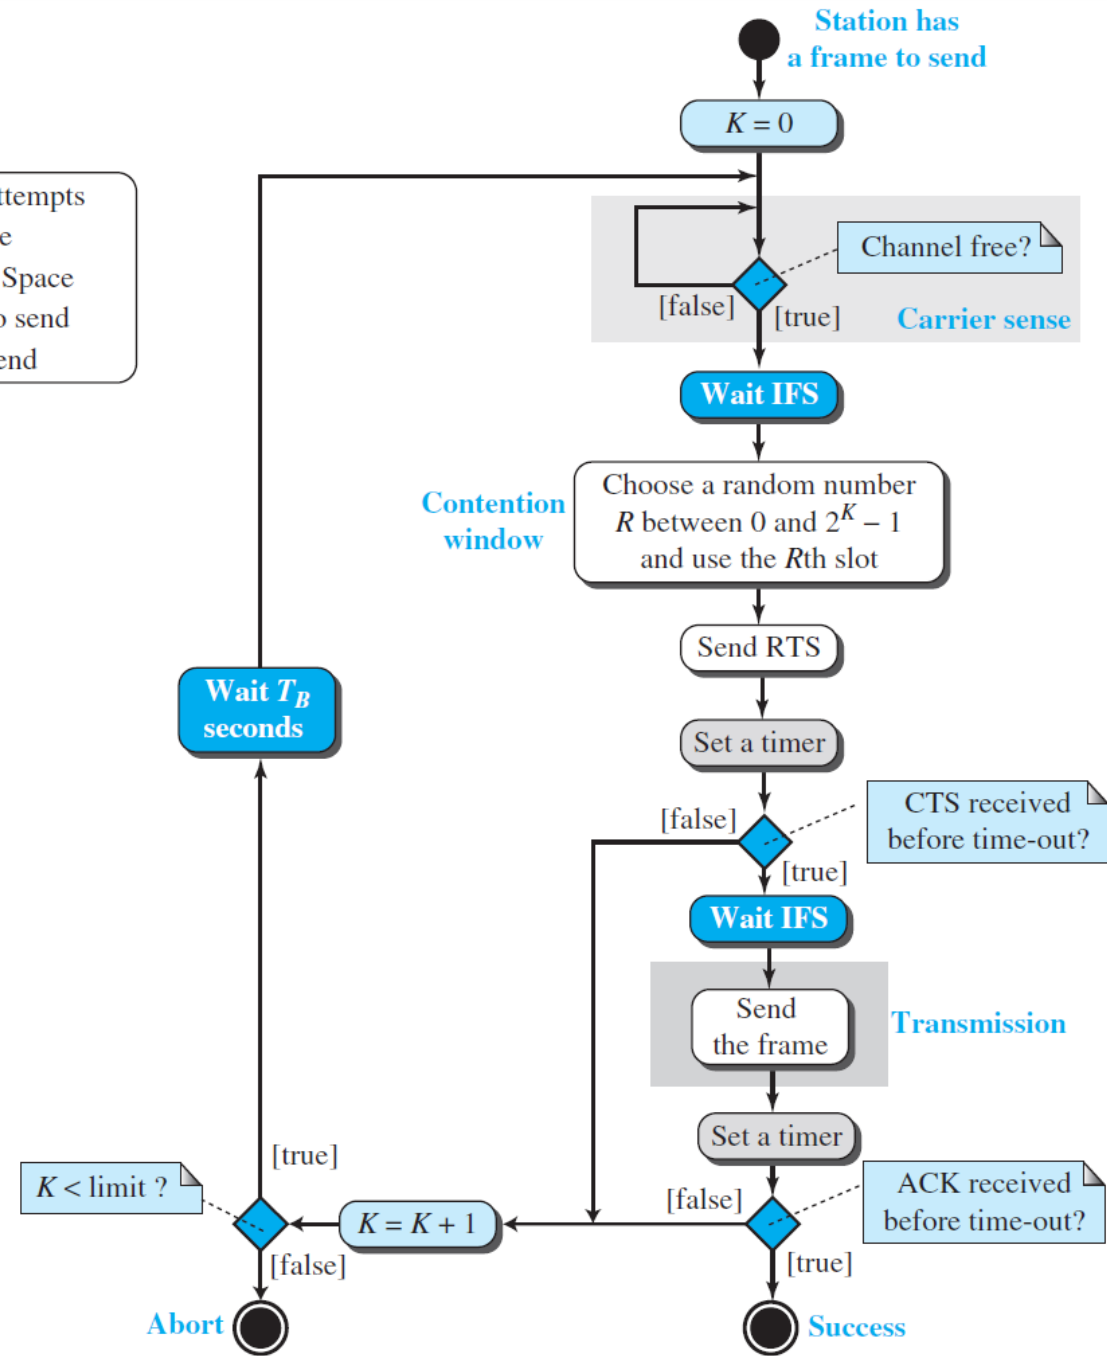 Station has
a frame to send
K = 0
ttempts
e
Space
o send
end
Channel free?
[false]
[true]
Carrier sense
Wait IFS
Contention
window
Choose a random number
R between 0 and 2^K − 1
and use the Rth slot
Send RTS
Wait T_B
seconds
Set a timer
[false]
CTS received
before time-out?
[true]
Wait IFS
Send
the frame
Transmission
Set a timer
[true]
K < limit ?
[false]
ACK received
before time-out?
K = K + 1
[false]
[true]
Abort
Success